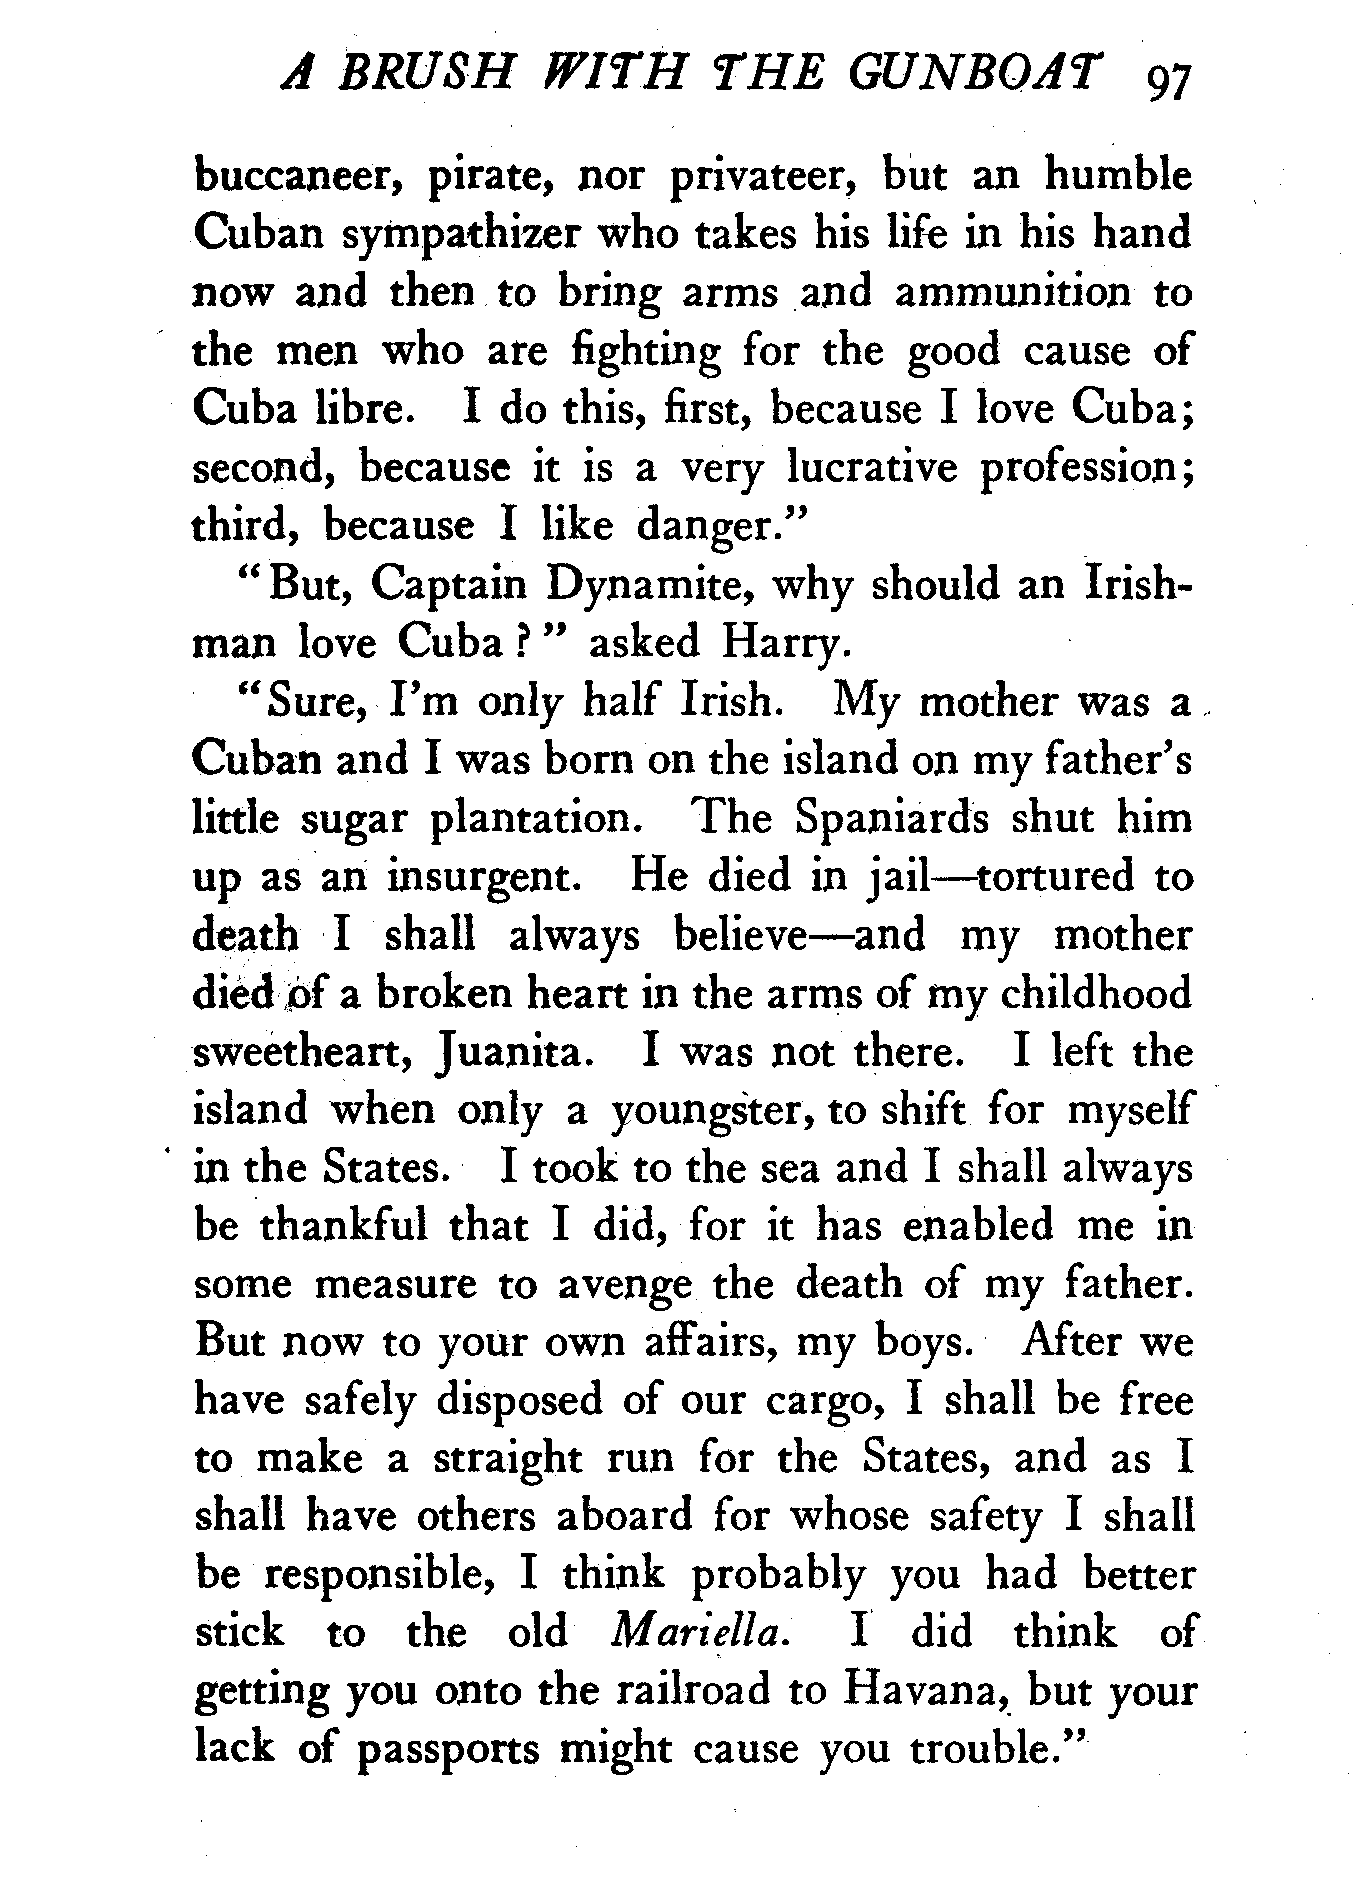 A BRUSH WITH THE GUNBOAT 97
buccaneer, pirate, nor privateer, but an humble
Cuban sympathizer who takes his life in his hand
now and then to bring arms and ammunition to
the men who are fighting for the good cause of
Cuba libre. I do this, first, because I love Cuba;
second, because it is a very lucrative profession;
third, because I like danger."
"But, Captain Dynamite, why should an Irish-
man love Cuba?" asked Harry.
"Sure, I'm only half Irish. My mother was a
Cuban and I was born on the island on my father's
little sugar plantation. The Spaniards shut him
up as an insurgent. He died in jail—tortured to
death I shall always believe—and my mother
died of a broken heart in the arms of my childhood
sweetheart, Juanita. I was not there. I left the
island when only a youngster, to shift for myself
in the States. I took to the sea and I shall always
be thankful that I did, for it has enabled me in
some measure to avenge the death of my father.
But now to your own affairs, my boys. After we
have safely disposed of our cargo, I shall be free
to make a straight run for the States, and as I
shall have others aboard for whose safety I shall
be responsible, I think probably you had better
stick to the old Mariella. I did think of
getting you onto the railroad to Havana, but your
lack of passports might cause you trouble."